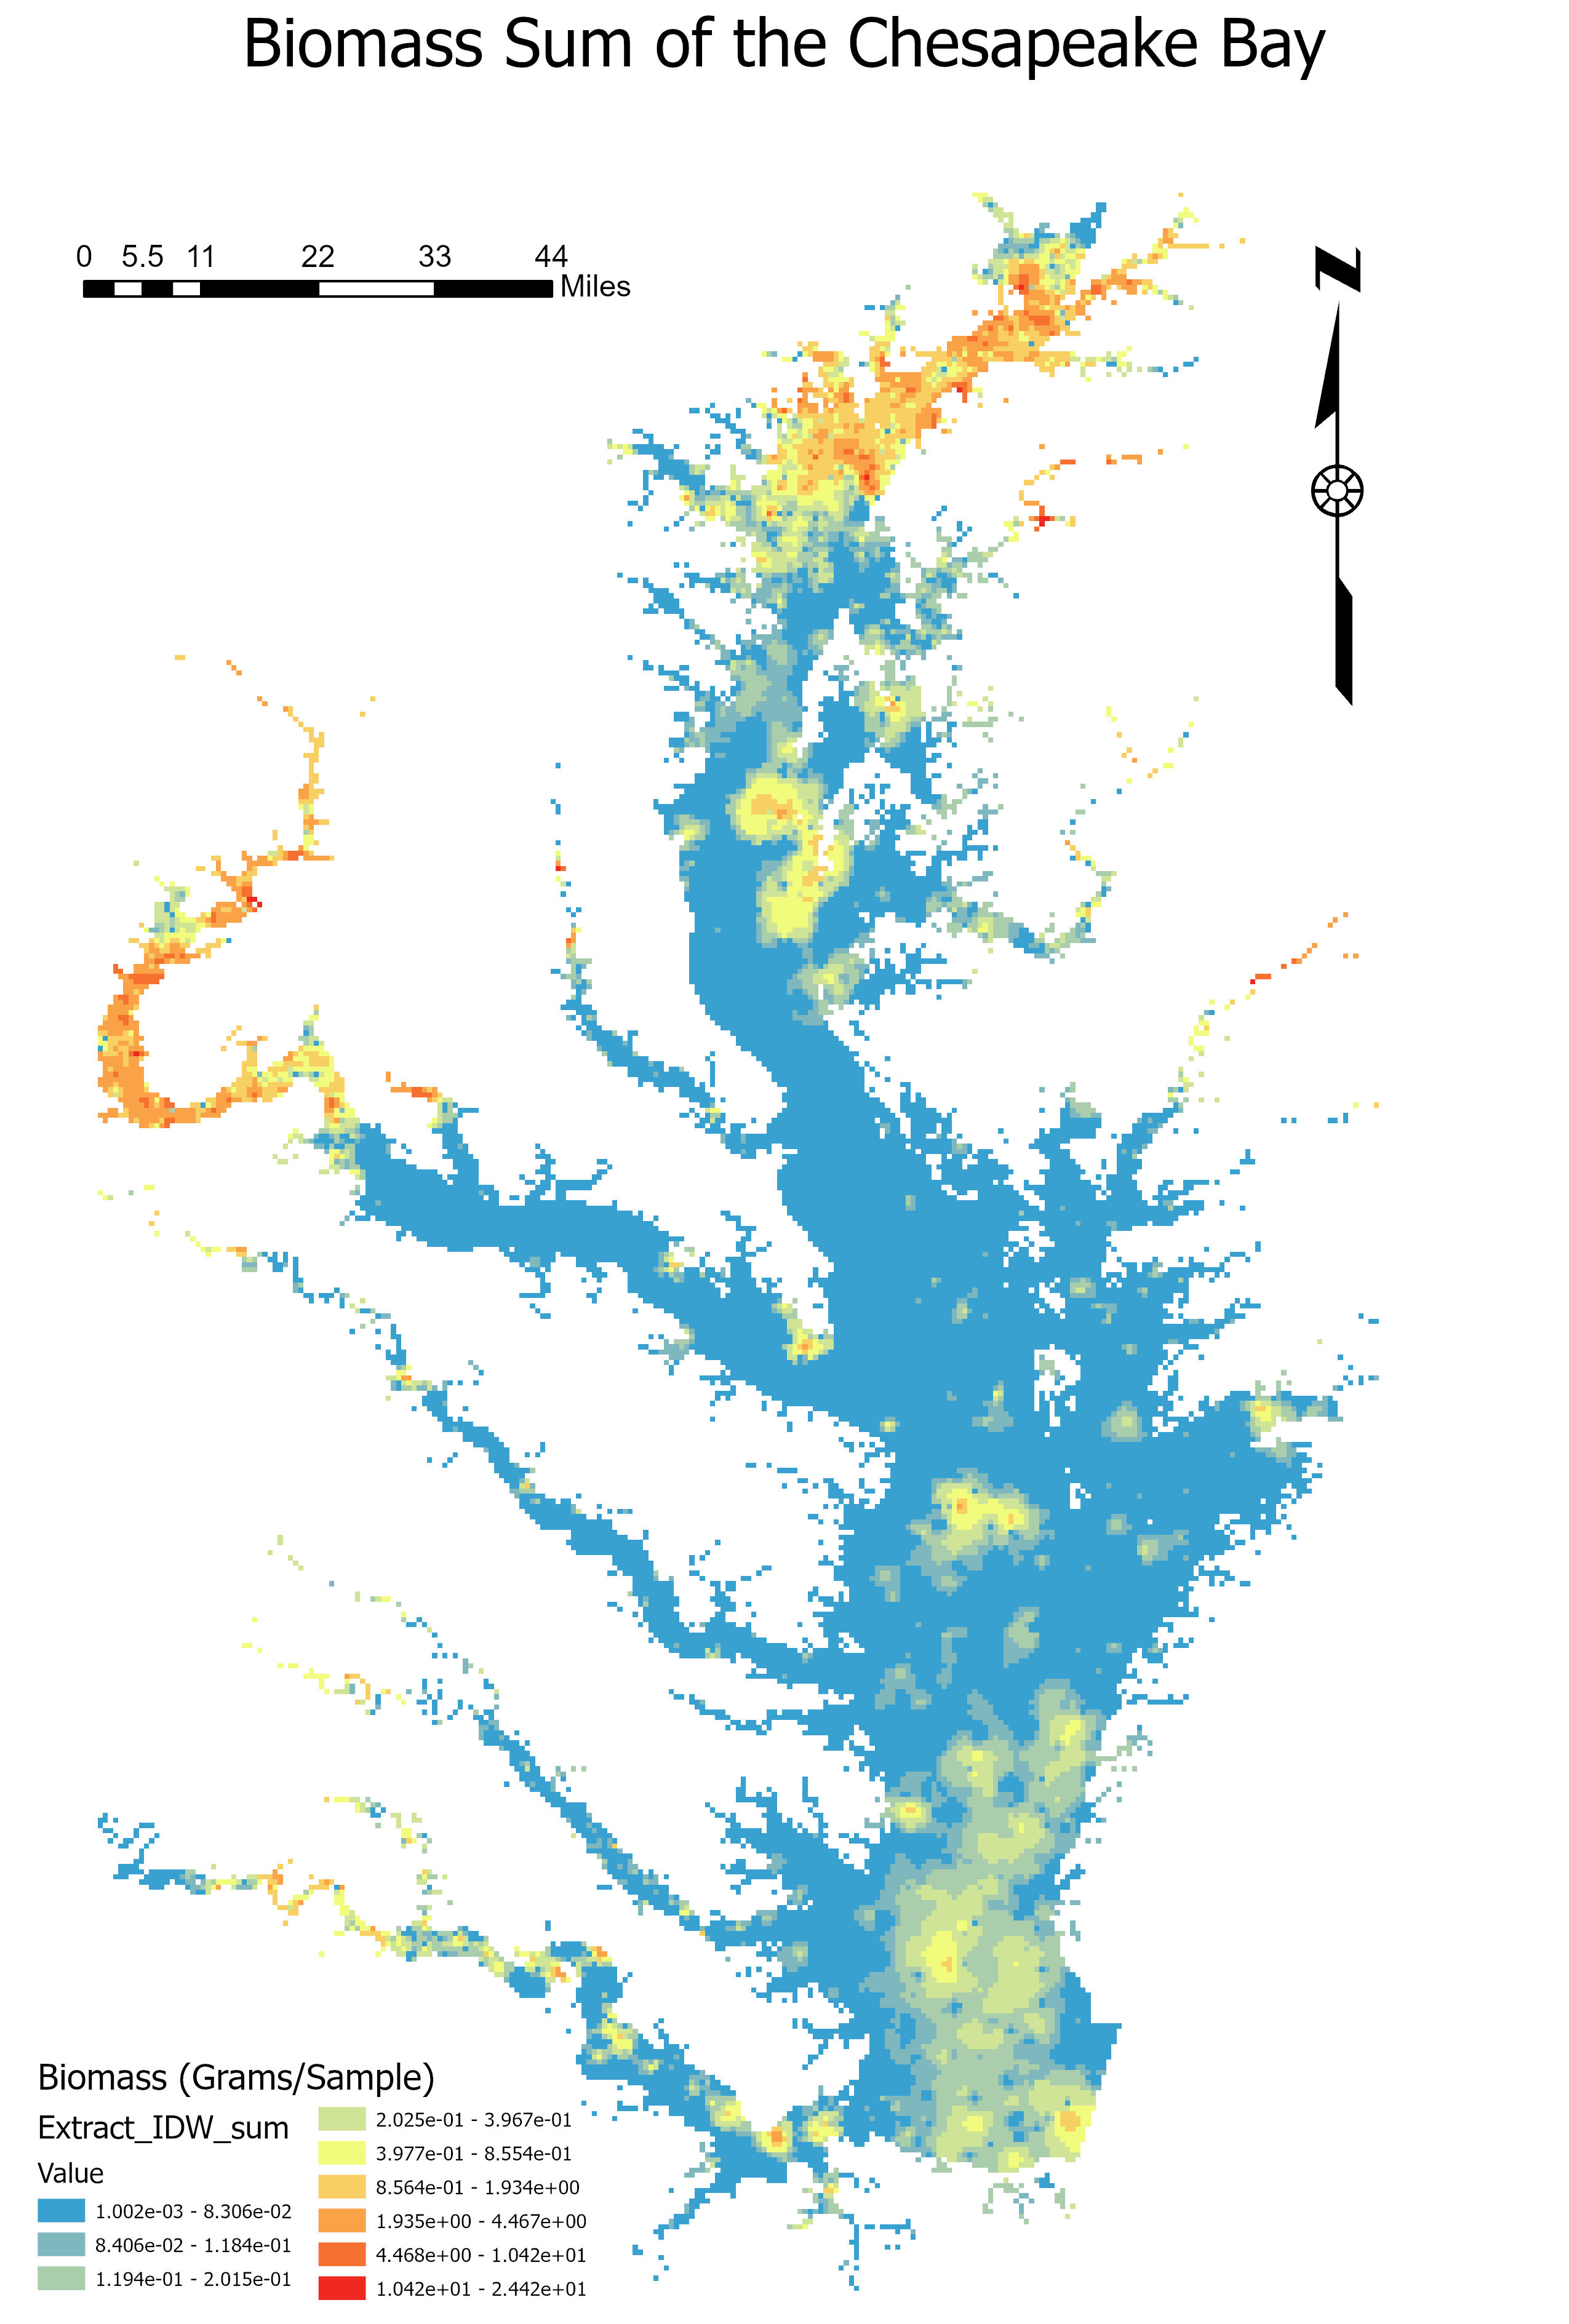 Biomass Sum of the Chesapeake Bay
0 5.5 11 22 33 44
Miles
N
Biomass (Grams/Sample)
Extract_IDW_sum
Value
1.002e-03 - 8.306e-02
8.406e-02 - 1.184e-01
1.194e-01 - 2.015e-01
2.025e-01 - 3.967e-01
3.977e-01 - 8.554e-01
8.564e-01 - 1.934e+00
1.935e+00 - 4.467e+00
4.468e+00 - 1.042e+01
1.042e+01 - 2.442e+01